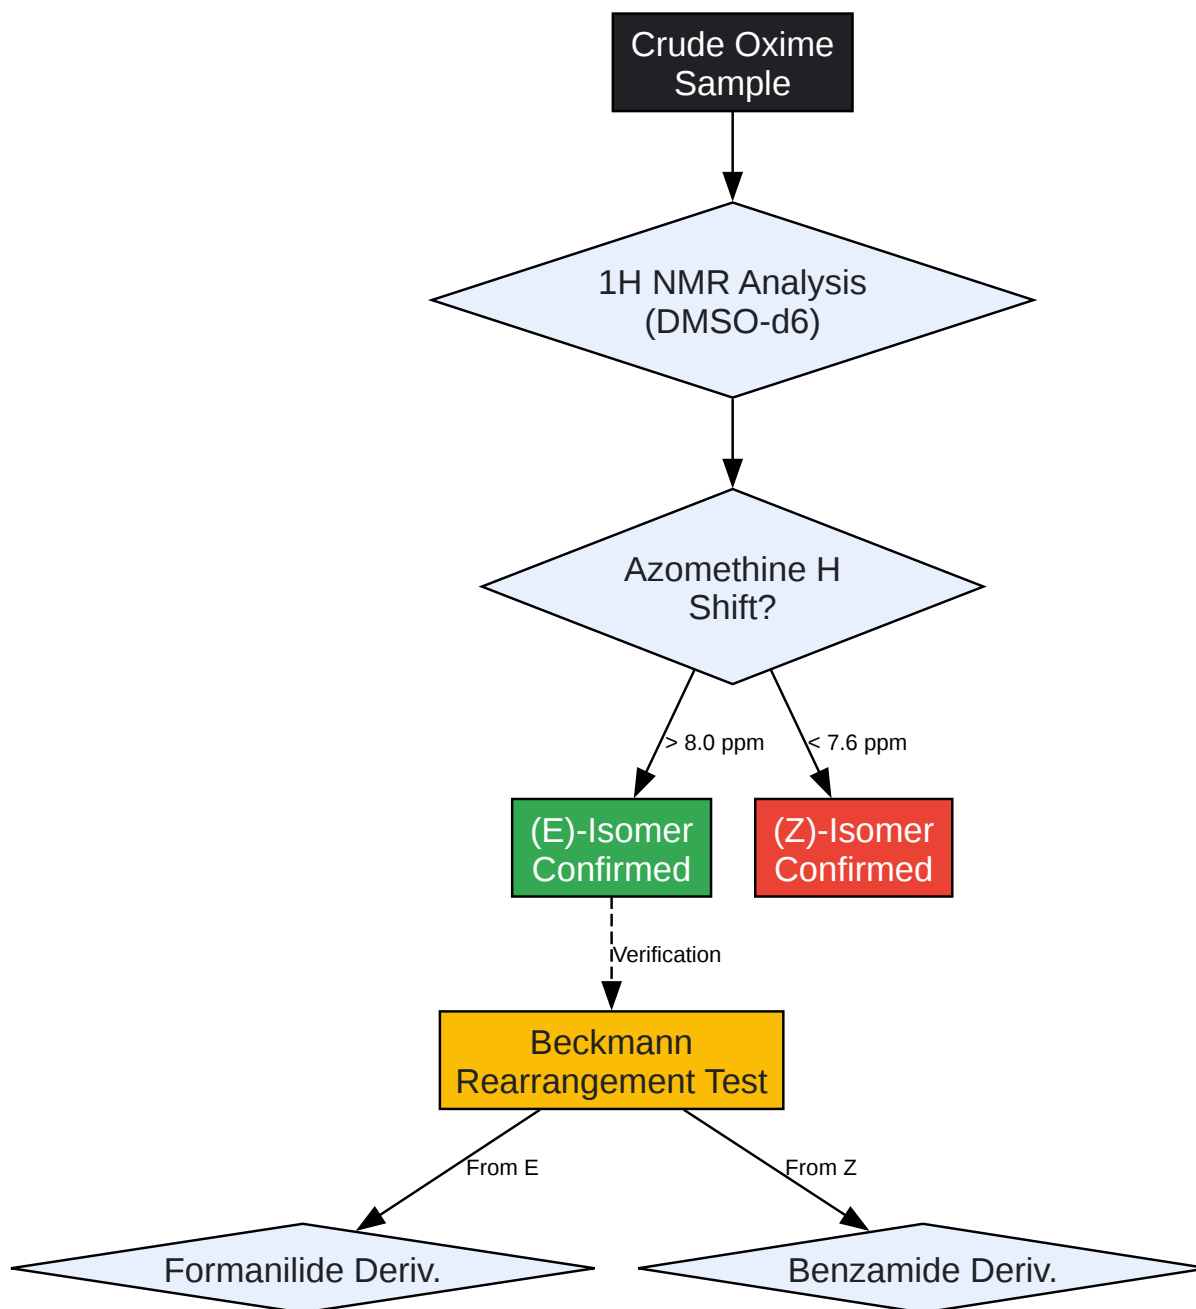 Crude Oxime
Sample
1H NMR Analysis
(DMSO-d6)
Azomethine H
Shift?
> 8.0 ppm
< 7.6 ppm
(E)-Isomer
Confirmed
(Z)-Isomer
Confirmed
Verification
Beckmann
Rearrangement Test
From E
From Z
Formanilide Deriv.
Benzamide Deriv.